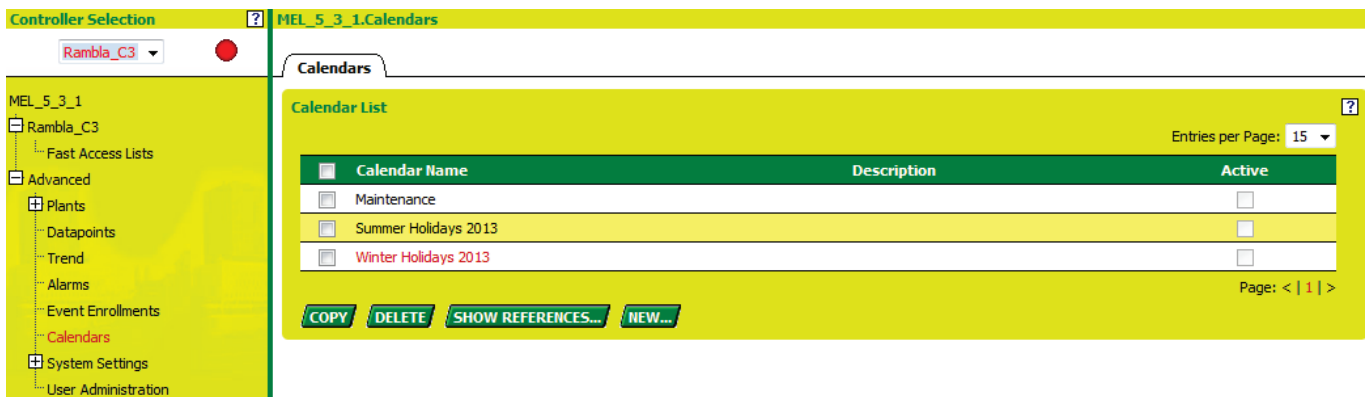 Controller Selection ?
Rambla_C3
MEL_5_3_1
Rambla_C3
Fast Access Lists
Advanced
Plants
Datapoints
Trend
Alarms
Event Enrollments
Calendars
System Settings
User Administration
MEL_5_3_1.Calendars
Calendars
Calendar List ?
Entries per Page: 15
Calendar Name Description Active
Maintenance
Summer Holidays 2013
Winter Holidays 2013
Page: < | 1 | >
COPY DELETE SHOW REFERENCES... NEW...